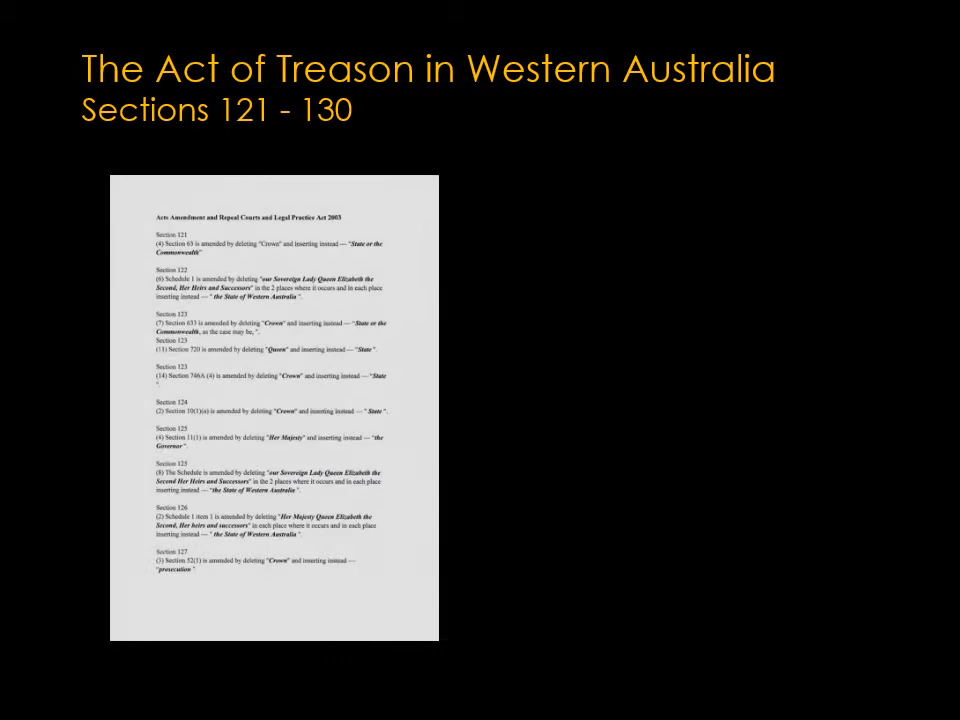 The Act of Treason in Western Australia
Sections 121 - 130
Acts Amendment and Repeal Courts and Legal Practice Act 2003
Section 121
(4) Section 63 is amended by deleting "Crown" and inserting instead — "State or the
Commonwealth"
Section 122
(6) Schedule 1 is amended by deleting "our Sovereign Lady Queen Elizabeth the
Second, Her Heirs and Successors" in the 2 places where it occurs and in each place
inserting instead — " the State of Western Australia ".
Section 123
(7) Section 633 is amended by deleting "Crown" and inserting instead — "State or the
Commonwealth, as the case may be, ".
Section 123
(11) Section 720 is amended by deleting "Queen" and inserting instead — "State ".
Section 123
(14) Section 746A (4) is amended by deleting "Crown" and inserting instead — "State
".
Section 124
(2) Section 10(1)(a) is amended by deleting "Crown" and inserting instead — " State ".
Section 125
(4) Section 11(1) is amended by deleting "Her Majesty" and inserting instead — "the
Governor ".
Section 125
(8) The Schedule is amended by deleting "our Sovereign Lady Queen Elizabeth the
Second Her Heirs and Successors" in the 2 places where it occurs and in each place
inserting instead — "the State of Western Australia ".
Section 126
(2) Schedule 1 item 1 is amended by deleting "Her Majesty Queen Elizabeth the
Second, Her heirs and successors" in each place where it occurs and in each place
inserting instead — " the State of Western Australia ".
Section 127
(3) Section 52(1) is amended by deleting "Crown" and inserting instead —
"prosecution "